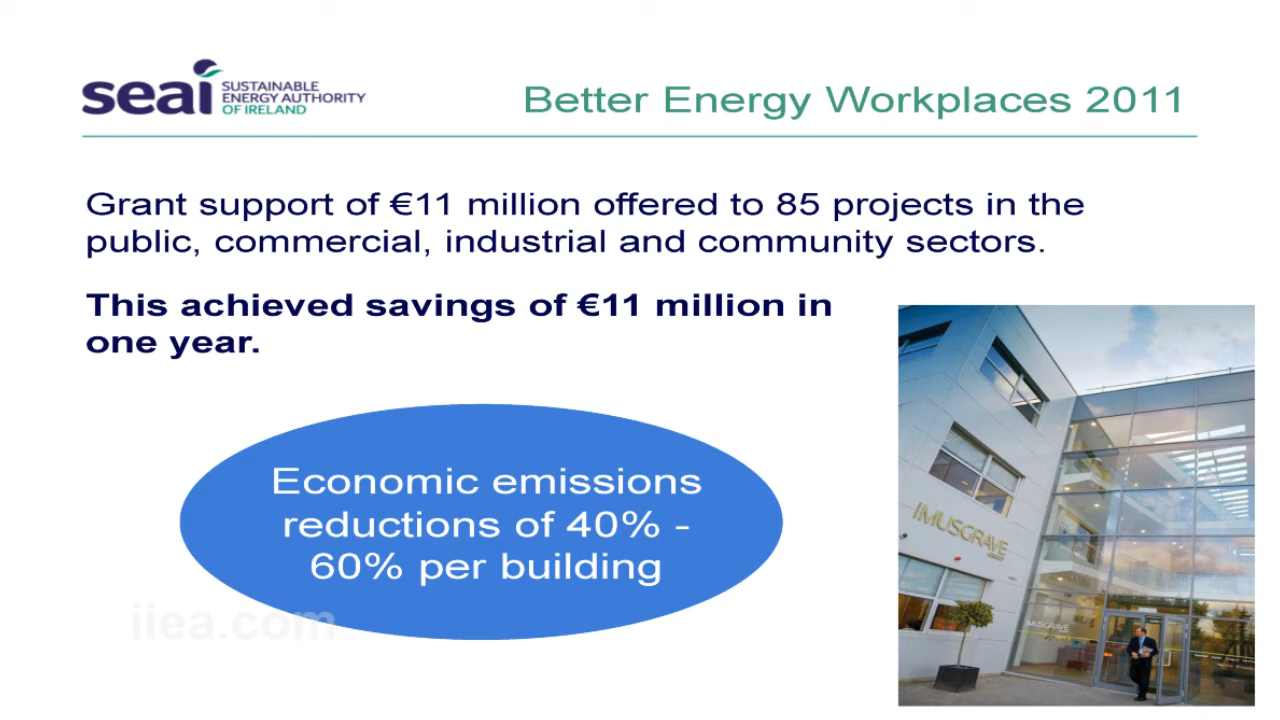 seai SUSTAINABLE
ENERGY AUTHORITY
OF IRELAND
Better Energy Workplaces 2011
Grant support of €11 million offered to 85 projects in the
public, commercial, industrial and community sectors.
This achieved savings of €11 million in
one year.
Economic emissions
reductions of 40% -
60% per building
iiea.com
MUSGRAVE
MUSGRAVE